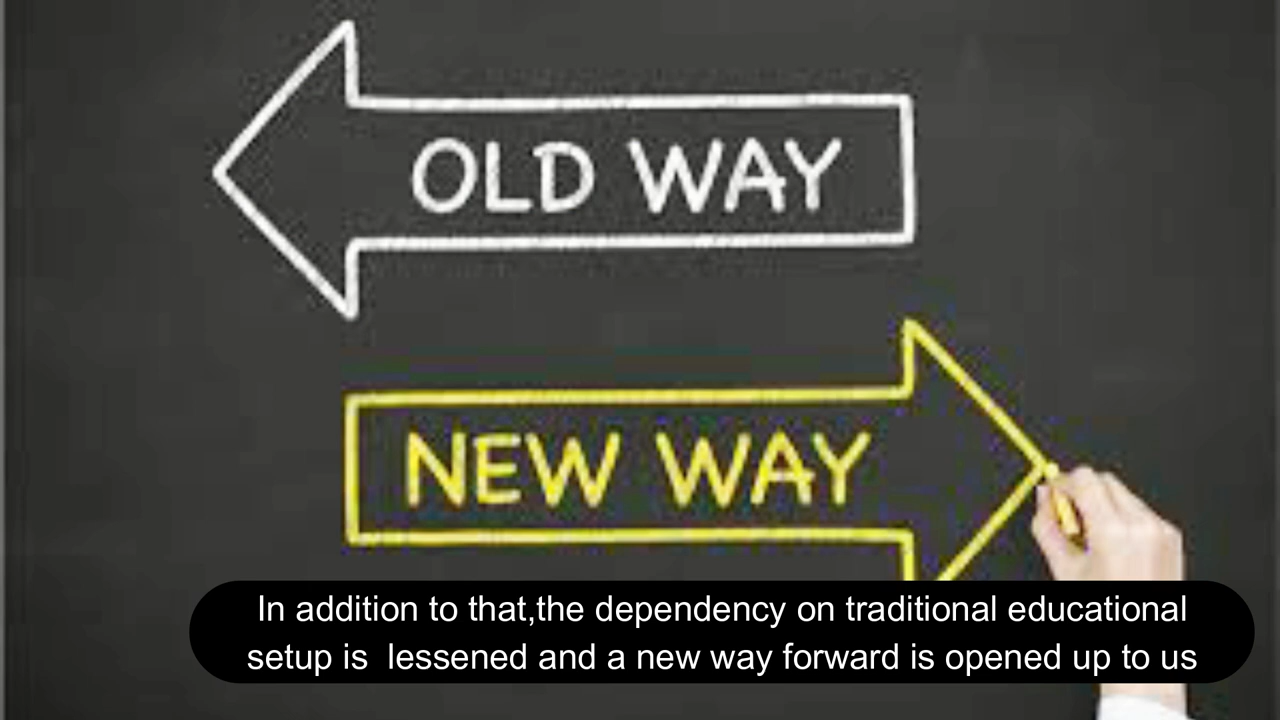 OLD WAY
NEW WAY
In addition to that,the dependency on traditional educational
setup is  lessened and a new way forward is opened up to us